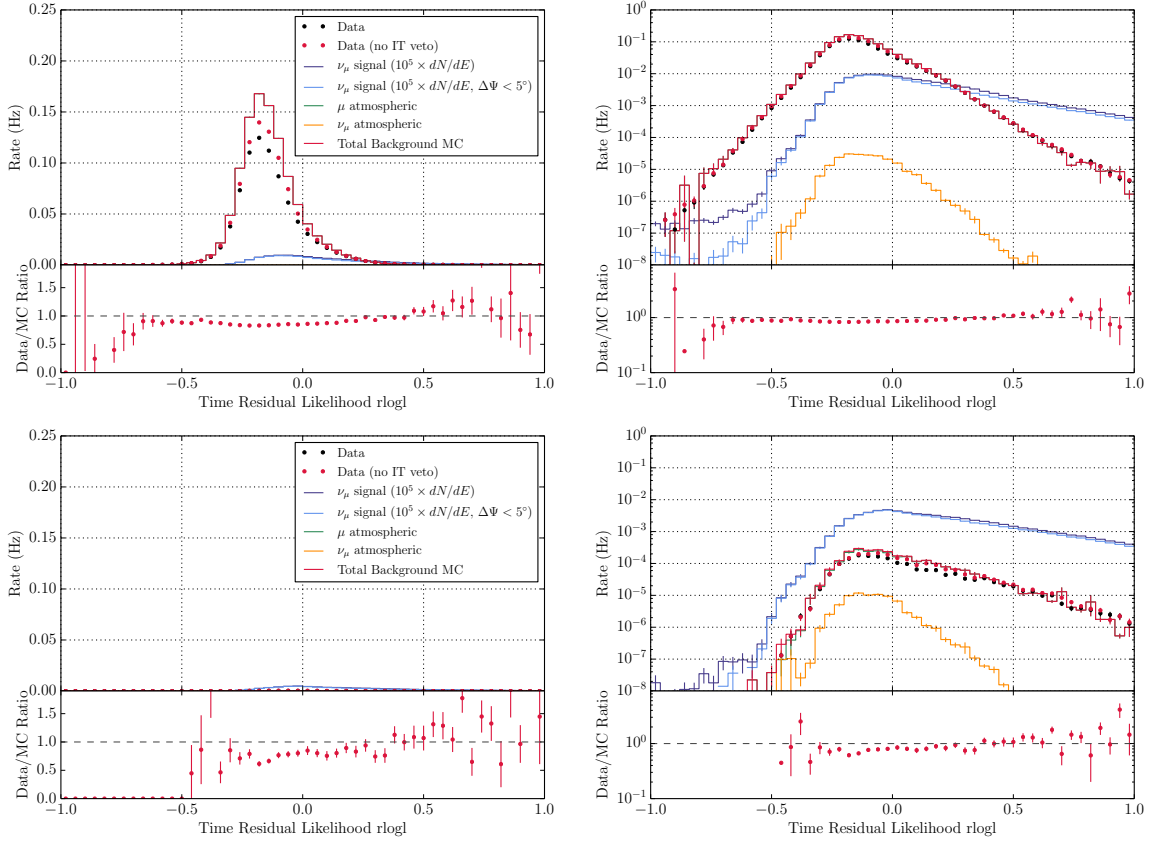 0.25
0.20
0.15
0.10
0.05
0.00
Rate (Hz)
Data
Data (no IT veto)
νμ signal (10⁵ × dN/dE)
νμ signal (10⁵ × dN/dE, ΔΨ < 5°)
μ atmospheric
νμ atmospheric
Total Background MC
1.5
1.0
0.5
0.0
Data/MC Ratio
−1.0 −0.5 0.0 0.5 1.0
Time Residual Likelihood rlogl
10⁰
10⁻¹
10⁻²
10⁻³
10⁻⁴
10⁻⁵
10⁻⁶
10⁻⁷
10⁻⁸
Rate (Hz)
10⁰
10⁻¹
Data/MC Ratio
−1.0 −0.5 0.0 0.5 1.0
Time Residual Likelihood rlogl
0.25
0.20
0.15
0.10
0.05
0.00
Rate (Hz)
Data
Data (no IT veto)
νμ signal (10⁵ × dN/dE)
νμ signal (10⁵ × dN/dE, ΔΨ < 5°)
μ atmospheric
νμ atmospheric
Total Background MC
1.5
1.0
0.5
0.0
Data/MC Ratio
−1.0 −0.5 0.0 0.5 1.0
Time Residual Likelihood rlogl
10⁰
10⁻¹
10⁻²
10⁻³
10⁻⁴
10⁻⁵
10⁻⁶
10⁻⁷
10⁻⁸
Rate (Hz)
10⁰
10⁻¹
Data/MC Ratio
−1.0 −0.5 0.0 0.5 1.0
Time Residual Likelihood rlogl